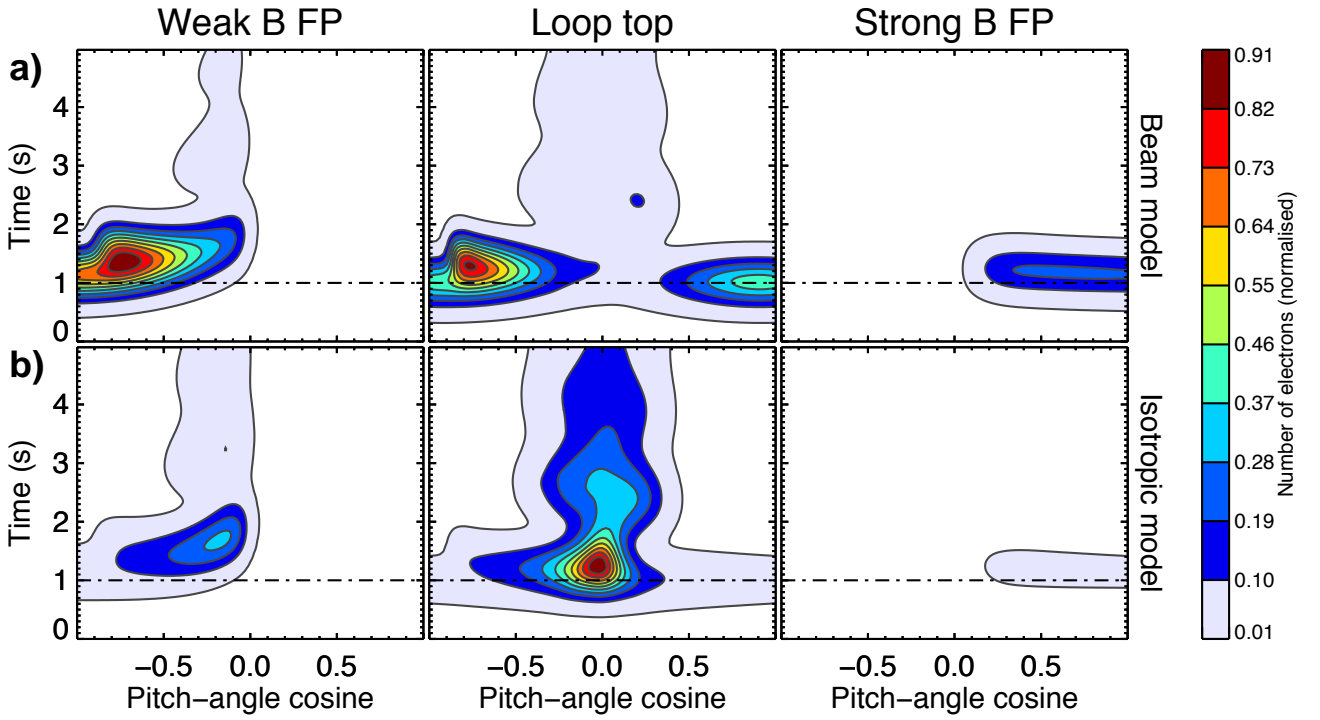 Weak B FP
Loop top
Strong B FP
a)
Time (s)
4
3
2
1
0
Beam model
b)
Time (s)
4
3
2
1
0
Isotropic model
−0.5 0.0 0.5
−0.5 0.0 0.5
−0.5 0.0 0.5
Pitch−angle cosine
Pitch−angle cosine
Pitch−angle cosine
0.91
0.82
0.73
0.64
0.55
0.46
0.37
0.28
0.19
0.10
0.01
Number of electrons (normalised)